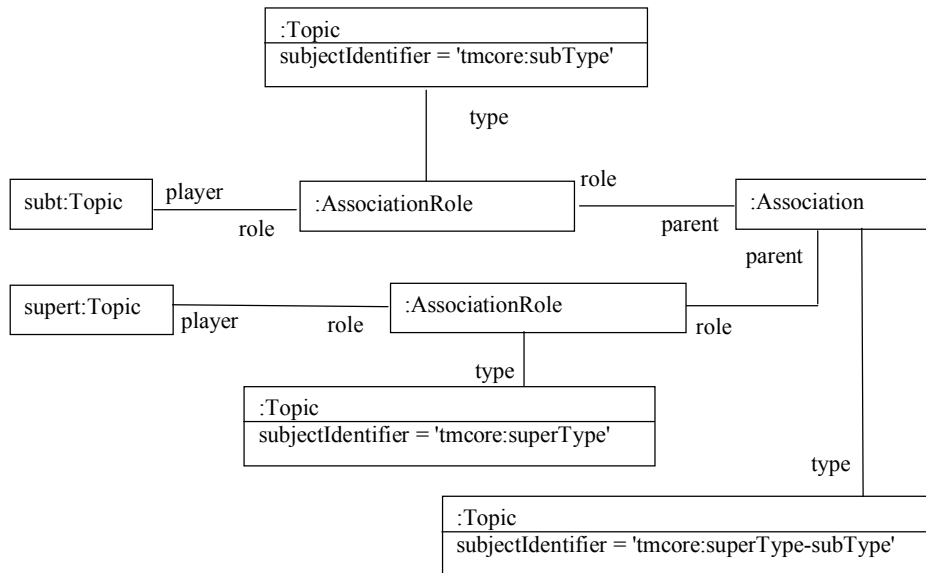 :Topic
subjectIdentifier = 'tmcore:subType'
type
subt:Topic
player
role
:AssociationRole
role
parent
:Association
parent
supert:Topic
player
role
:AssociationRole
role
type
:Topic
subjectIdentifier = 'tmcore:superType'
type
:Topic
subjectIdentifier = 'tmcore:superType-subType'